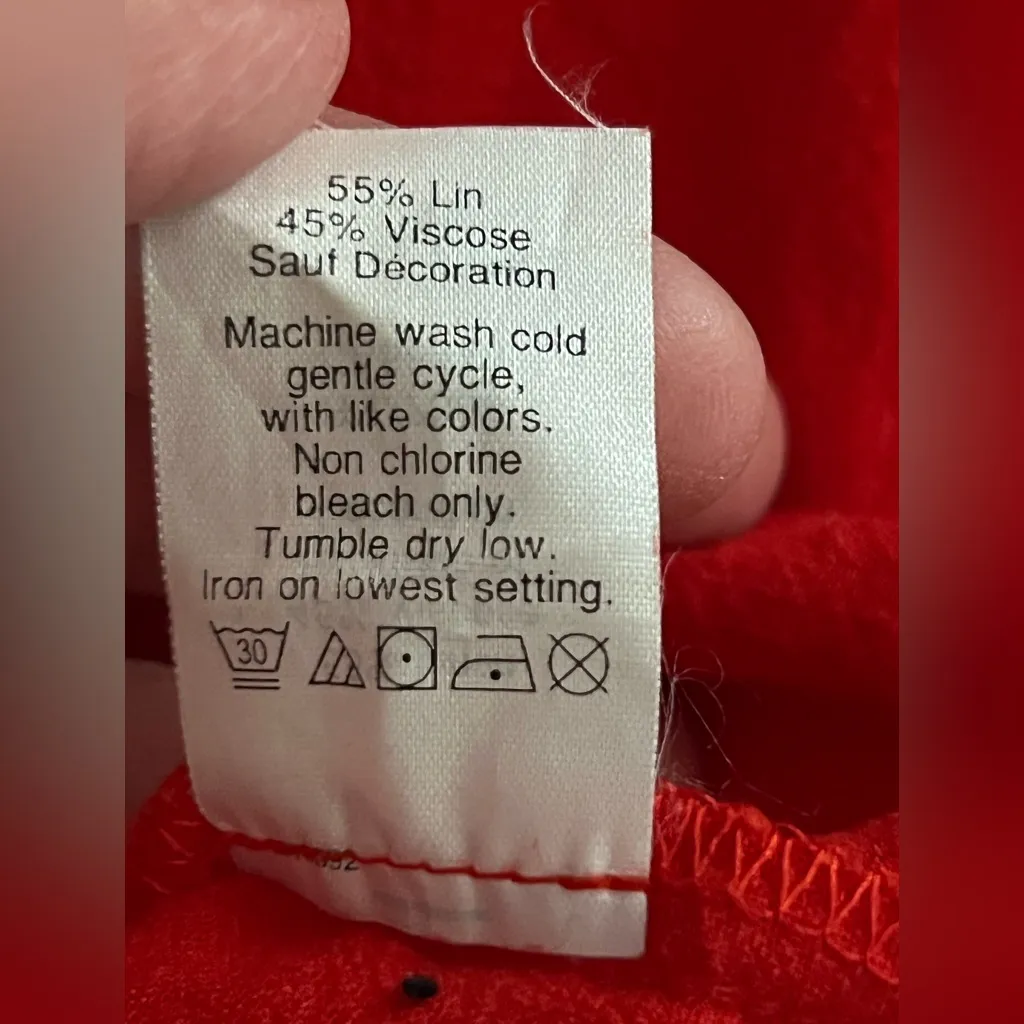 55% Lin
45% Viscose
Sauf Décoration
Machine wash cold
gentle cycle,
with like colors.
Non chlorine
bleach only.
Tumble dry low.
Iron on lowest setting.
30